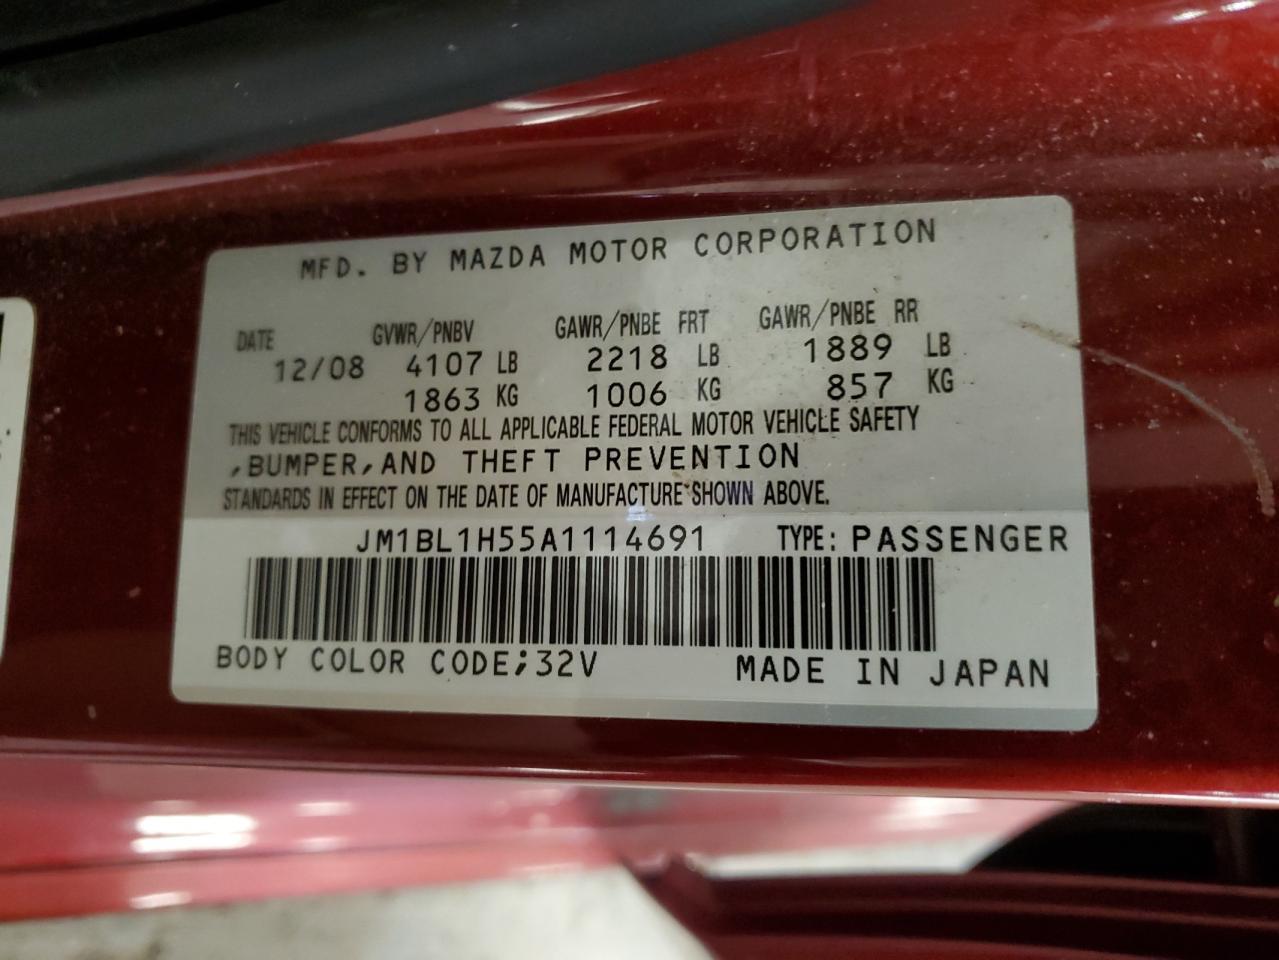 MFD. BY MAZDA MOTOR CORPORATION
DATE GVWR/PNBV GAWR/PNBE FRT GAWR/PNBE RR
12/08 4107 LB 2218 LB 1889 LB
1863 KG 1006 KG 857 KG
THIS VEHICLE CONFORMS TO ALL APPLICABLE FEDERAL MOTOR VEHICLE SAFETY
,BUMPER,AND THEFT PREVENTION
STANDARDS IN EFFECT ON THE DATE OF MANUFACTURE SHOWN ABOVE.
JM1BL1H55A1114691 TYPE: PASSENGER
BODY COLOR CODE;32V MADE IN JAPAN